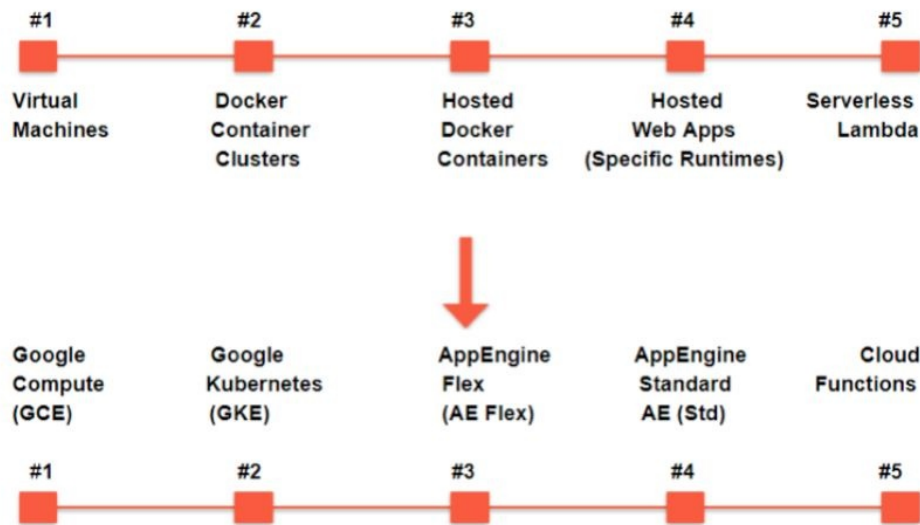 #1 #2 #3 #4 #5
Virtual Docker Hosted Hosted Serverless
Machines Container Docker Web Apps Lambda
Clusters Containers (Specific Runtimes)
Google Google AppEngine AppEngine Cloud
Compute Kubernetes Flex Standard Functions
(GCE) (GKE) (AE Flex) AE (Std)
#1 #2 #3 #4 #5